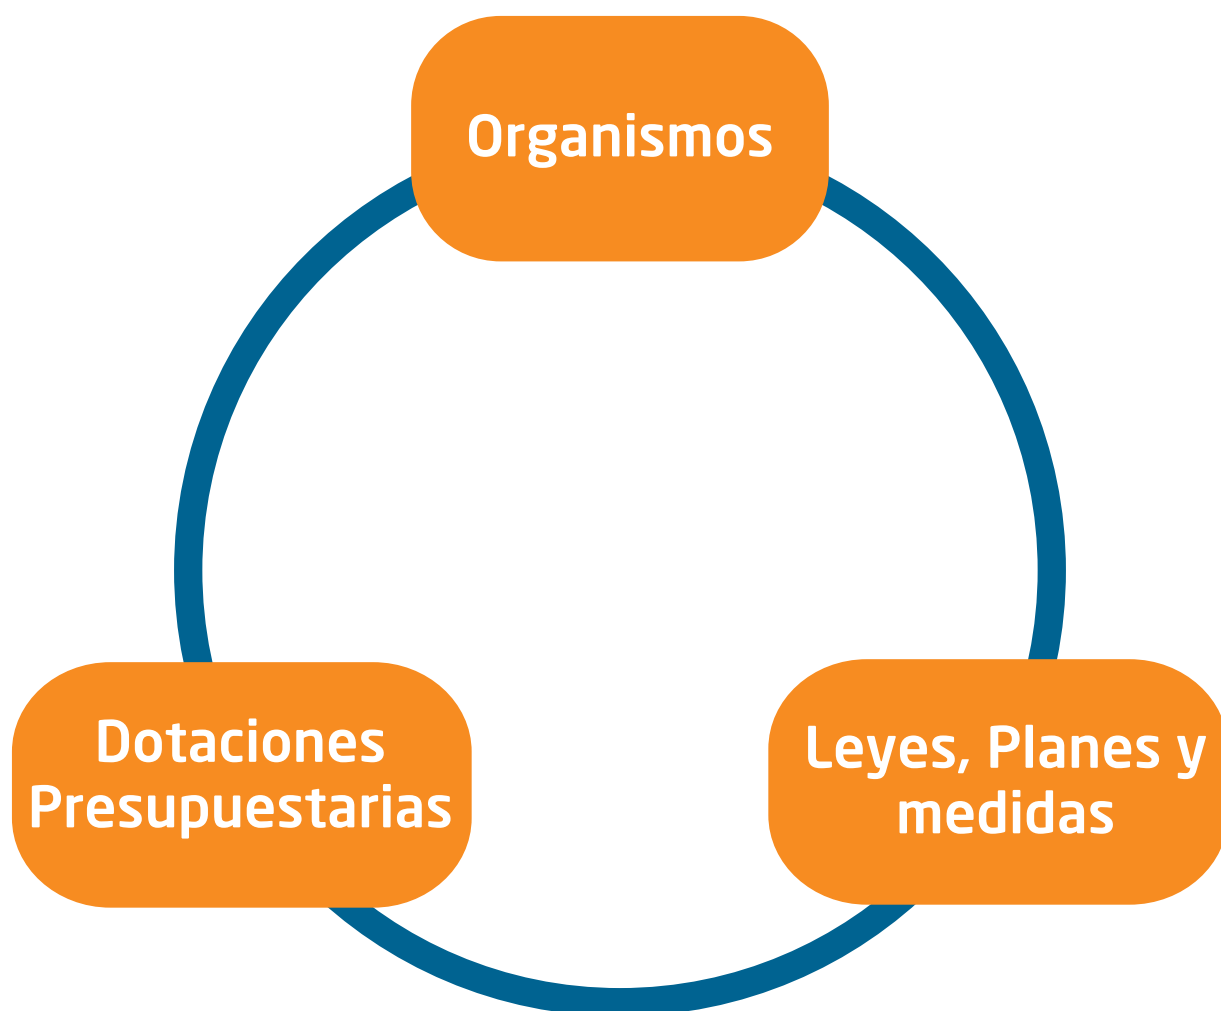 Organismos
Dotaciones
Presupuestarias
Leyes, Planes y
medidas